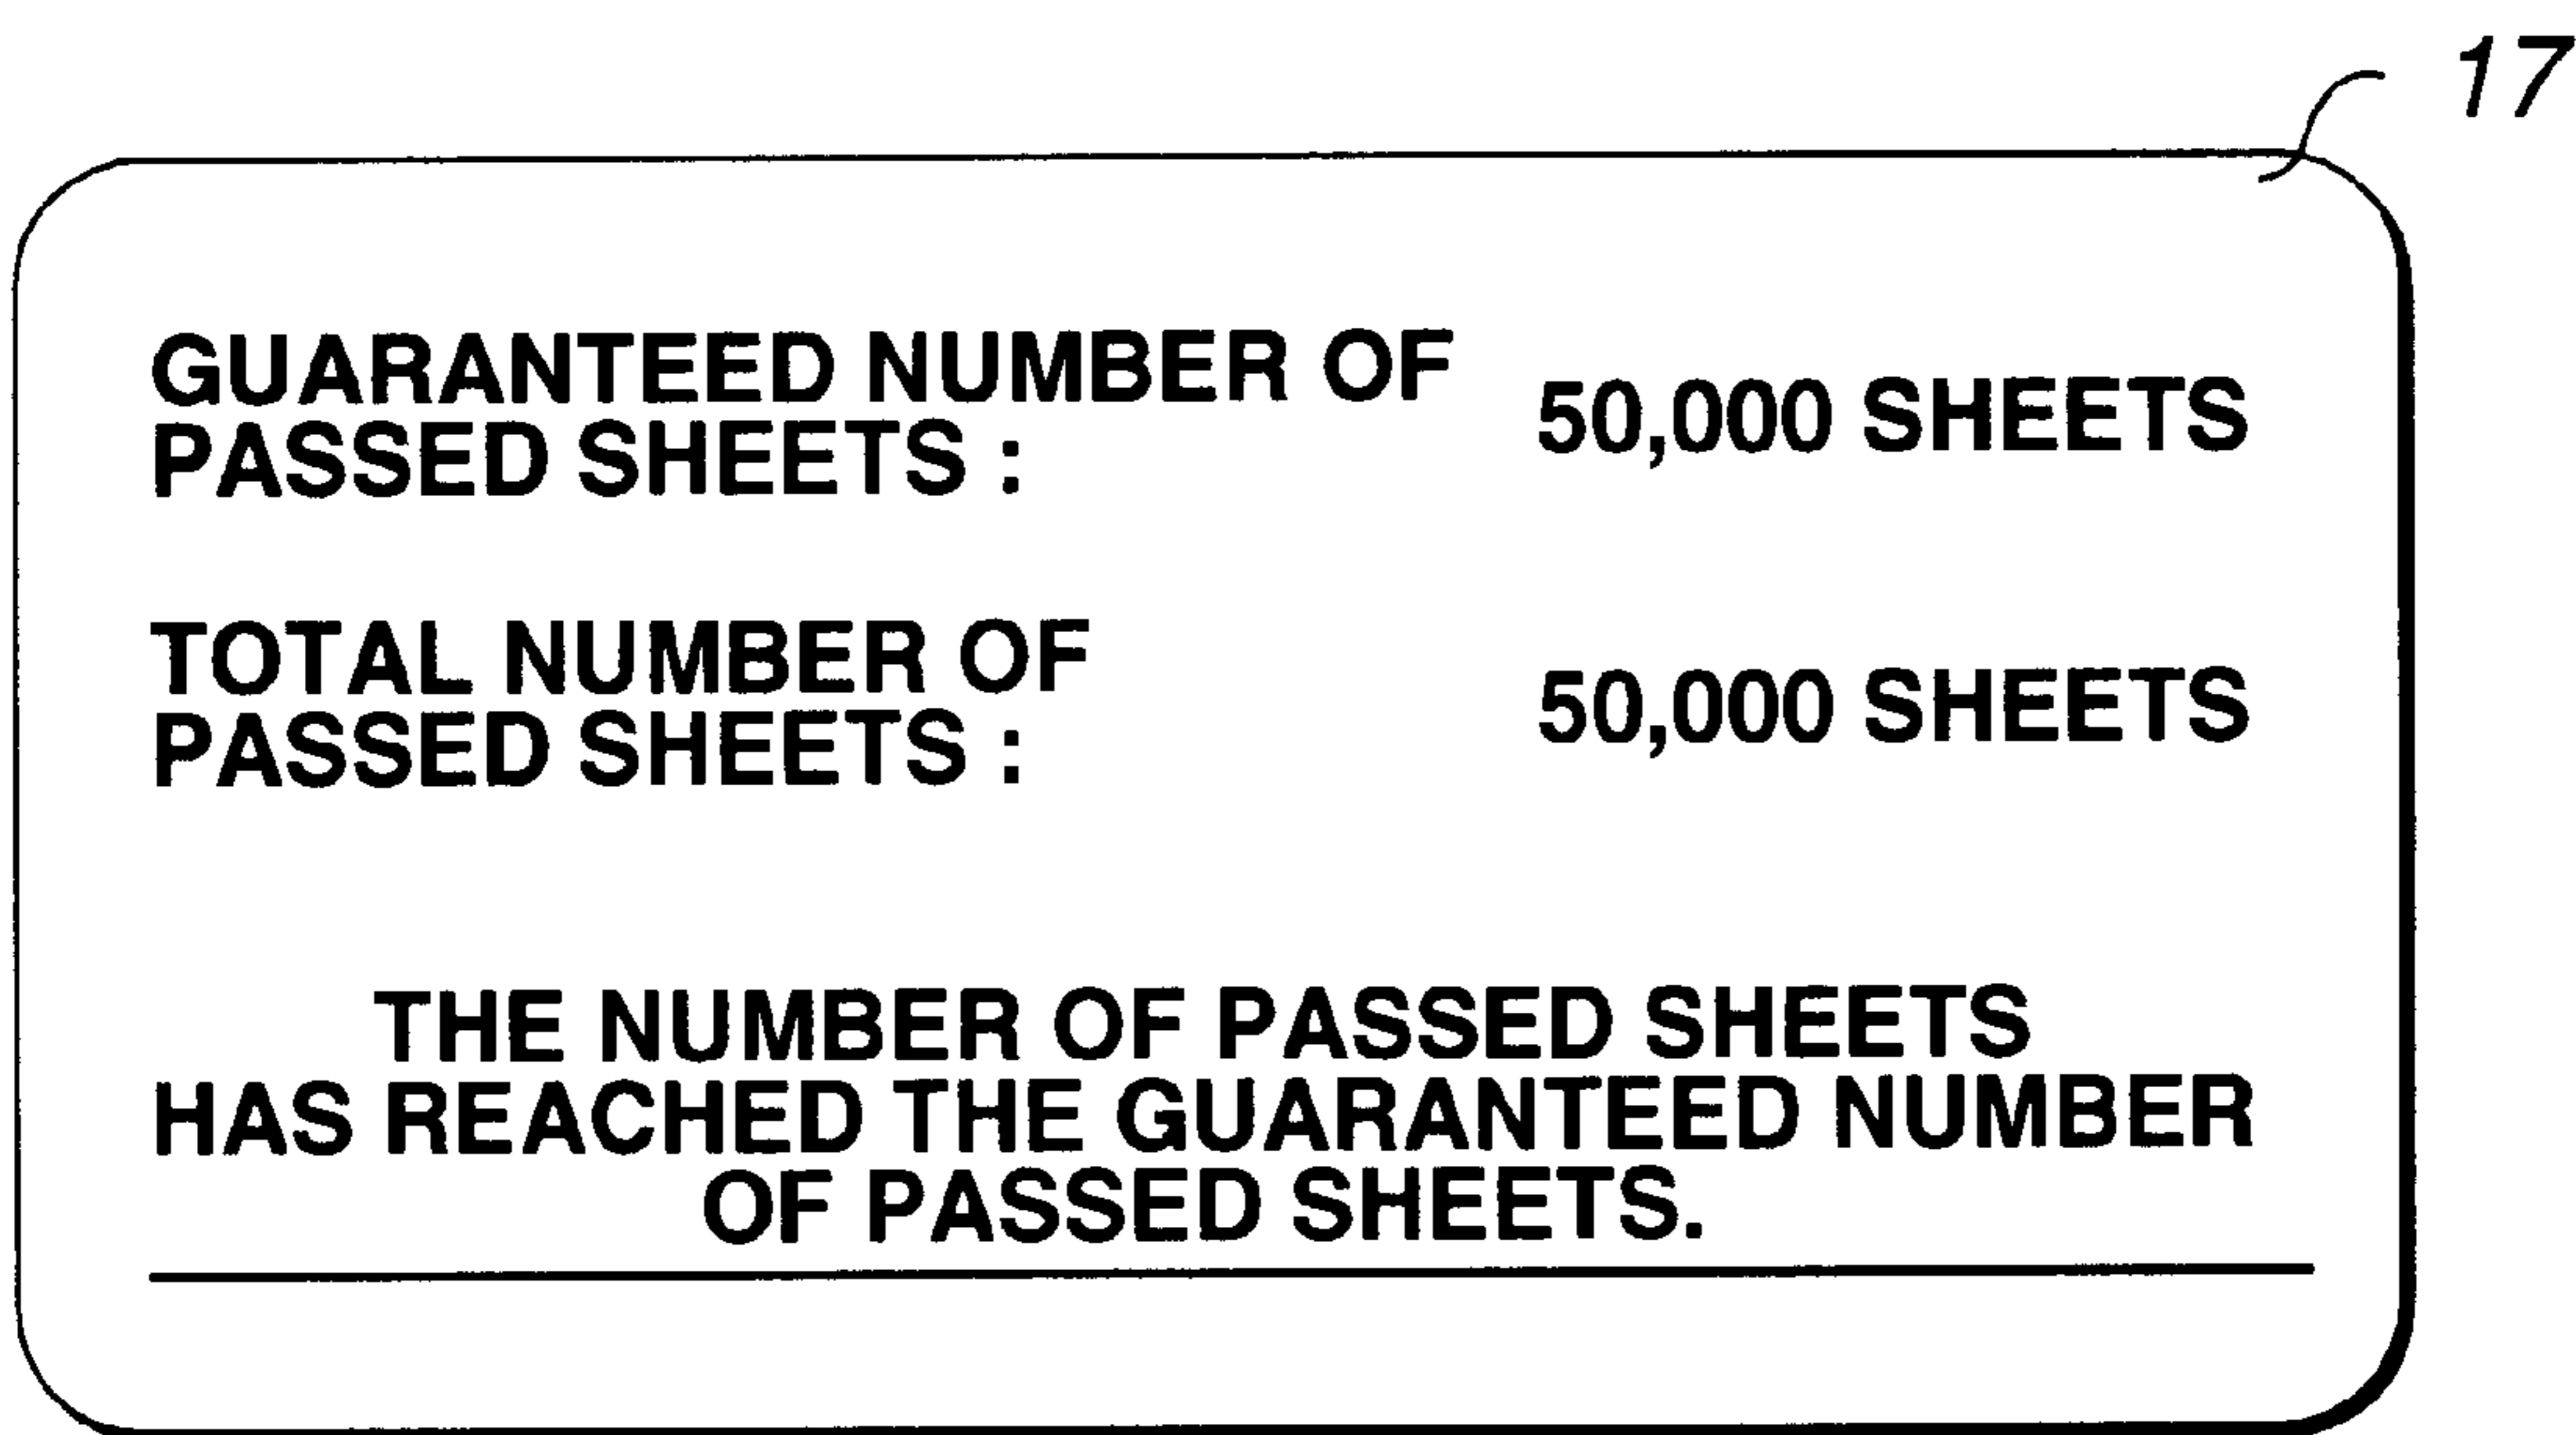 17
GUARANTEED NUMBER OF
PASSED SHEETS :
50,000 SHEETS
TOTAL NUMBER OF
PASSED SHEETS :
50,000 SHEETS
THE NUMBER OF PASSED SHEETS
HAS REACHED THE GUARANTEED NUMBER
OF PASSED SHEETS.